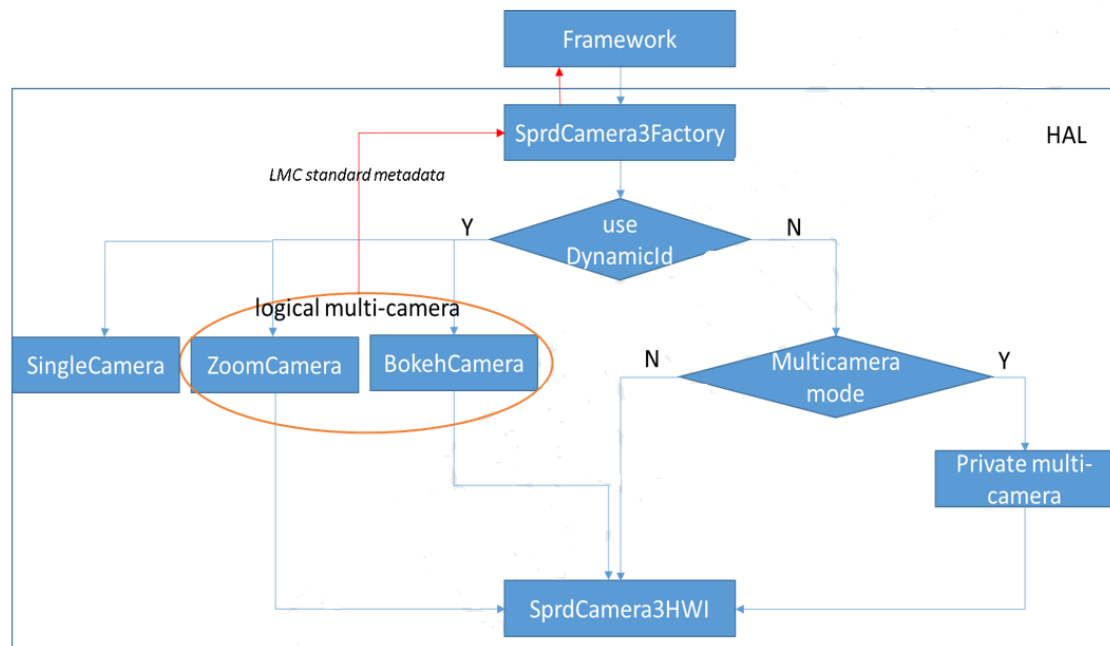 Framework
SprdCamera3Factory
HAL
LMC standard metadata
Y
use
DynamicId
N
logical multi-camera
SingleCamera
ZoomCamera
BokehCamera
N
Multicamera
mode
Y
Private multi-
camera
SprdCamera3HWI